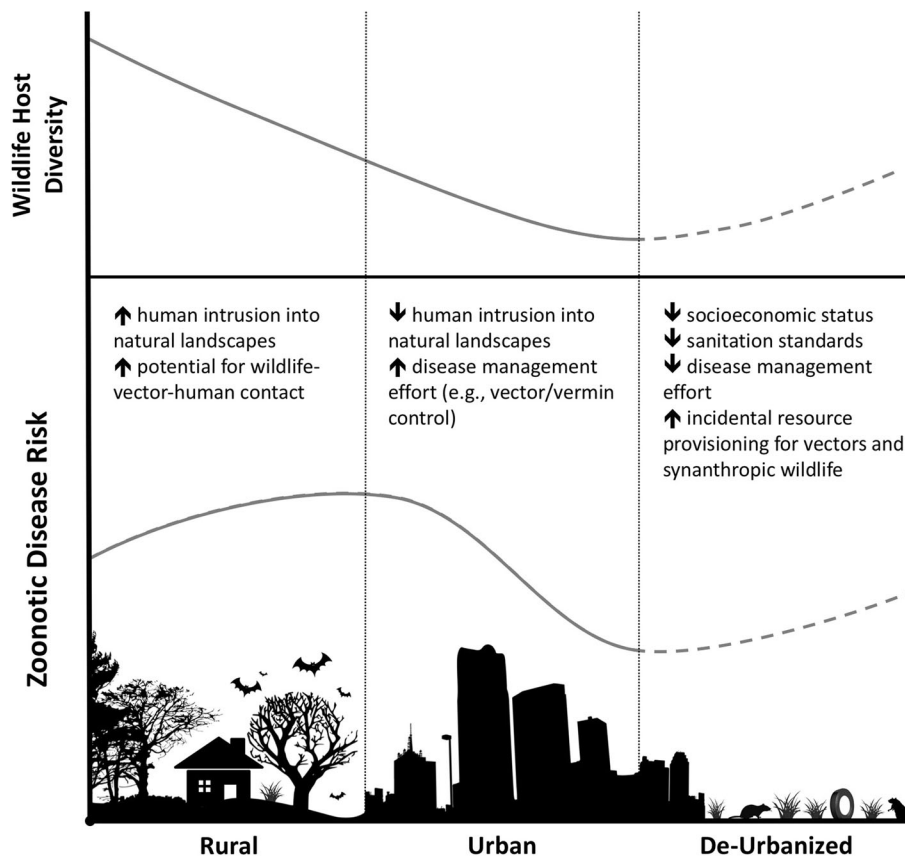 Wildlife Host
Diversity
Zoonotic Disease Risk
🡹 human intrusion into
natural landscapes
🡹 potential for wildlife-
vector-human contact
🡻 human intrusion into
natural landscapes
🡹 disease management
effort (e.g., vector/vermin
control)
🡻 socioeconomic status
🡻 sanitation standards
🡻 disease management
effort
🡹 incidental resource
provisioning for vectors and
synanthropic wildlife
Rural
Urban
De-Urbanized